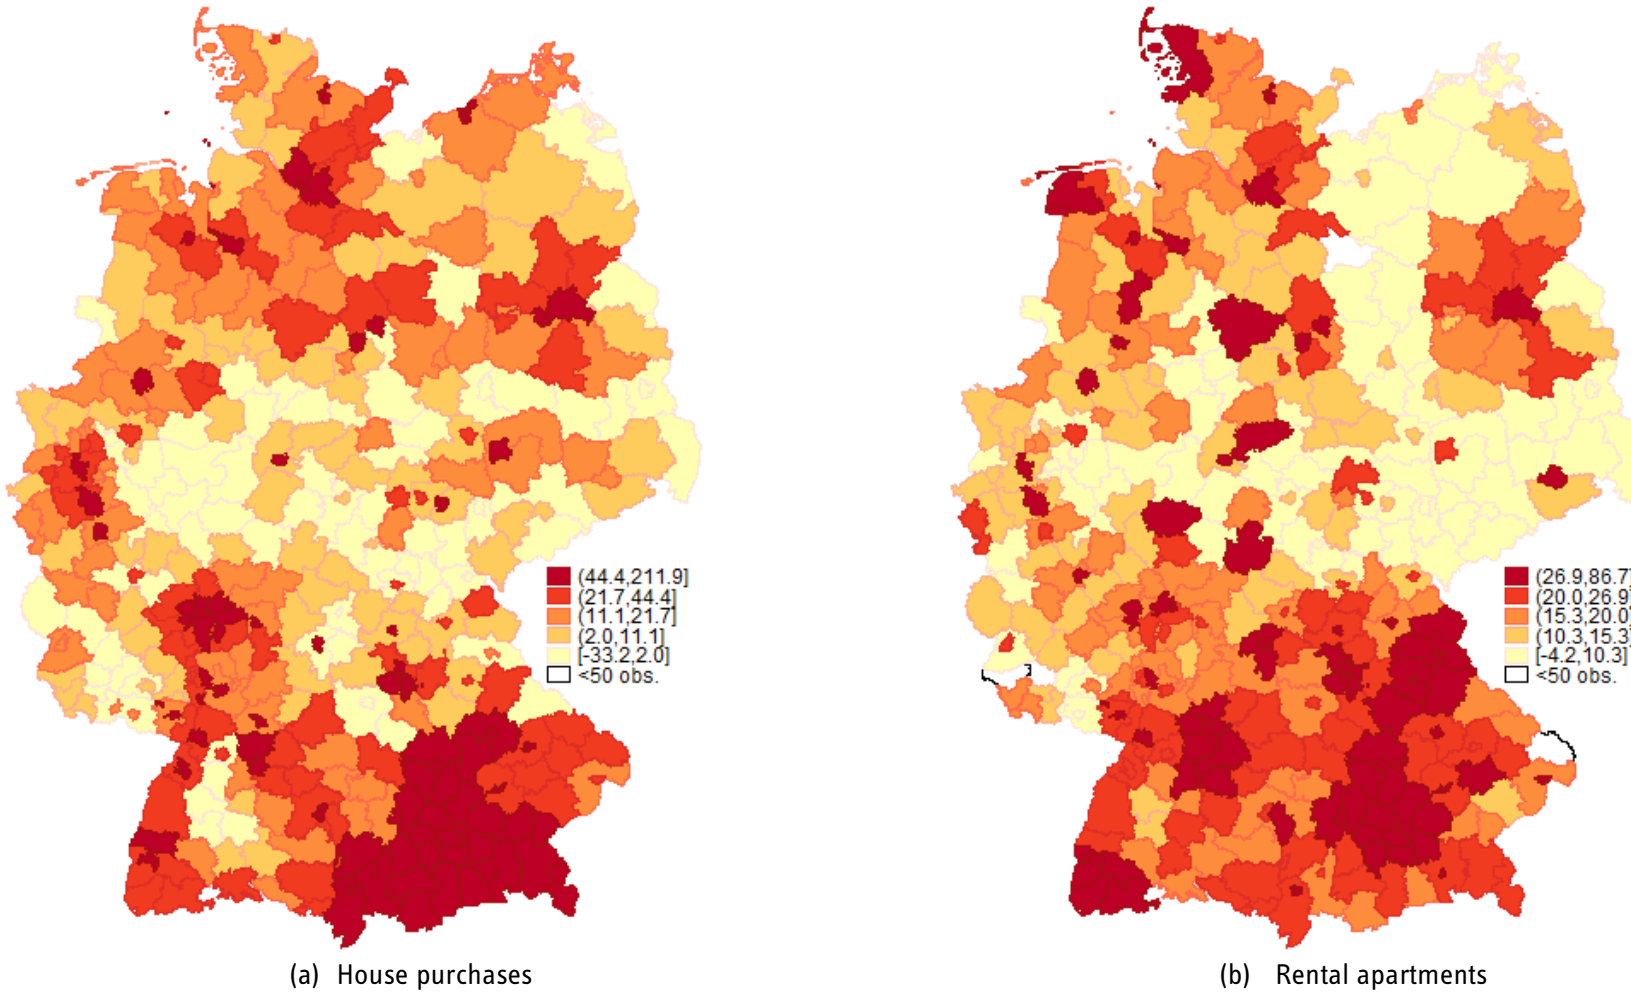 (44.4,211.9]
(21.7,44.4]
(11.1,21.7]
(2.0,11.1]
[-33.2,2.0]
<50 obs.
(26.9,86.7]
(20.0,26.9]
(15.3,20.0]
(10.3,15.3]
[-4.2,10.3]
<50 obs.
(a) House purchases
(b) Rental apartments